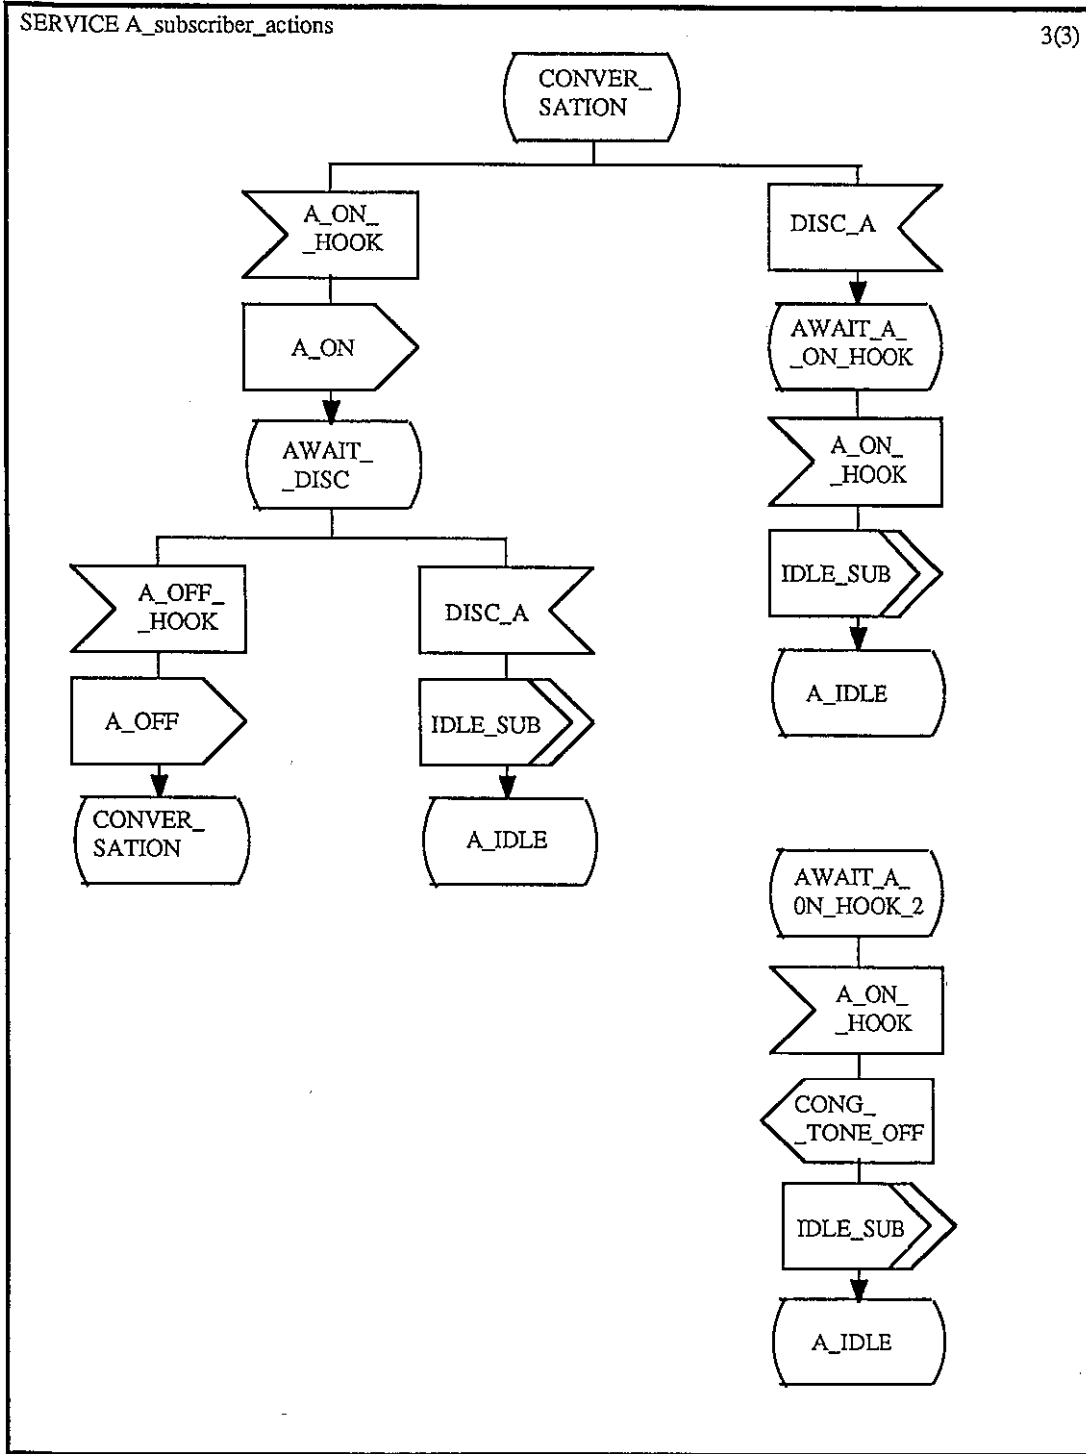 SERVICE A_subscriber_actions
3(3)
CONVER_
SATION
A_ON_
_HOOK
DISC_A
A_ON
AWAIT_A_
_ON_HOOK
AWAIT_
_DISC
A_ON_
_HOOK
A_OFF_
_HOOK
DISC_A
IDLE_SUB
A_OFF
IDLE_SUB
A_IDLE
CONVER_
SATION
A_IDLE
AWAIT_A_
0N_HOOK_2
A_ON_
_HOOK
CONG_
_TONE_OFF
IDLE_SUB
A_IDLE